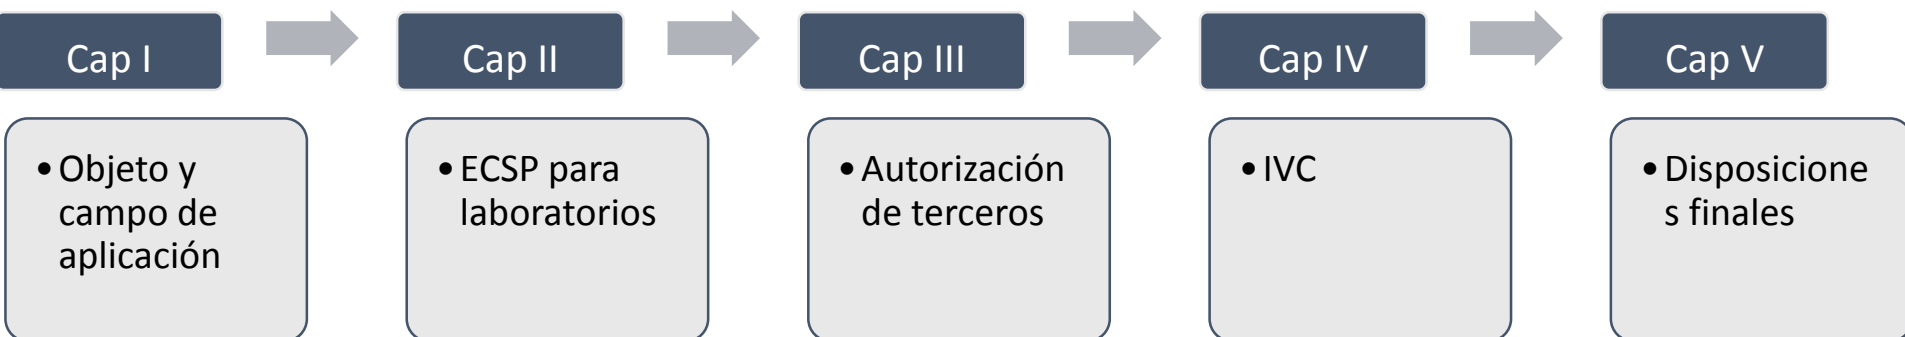 Cap I
Cap II
Cap III
Cap IV
Cap V
•Objeto y
campo de
aplicación
•ECSP para
laboratorios
•Autorización
de terceros
•IVC
•Disposicione
s finales